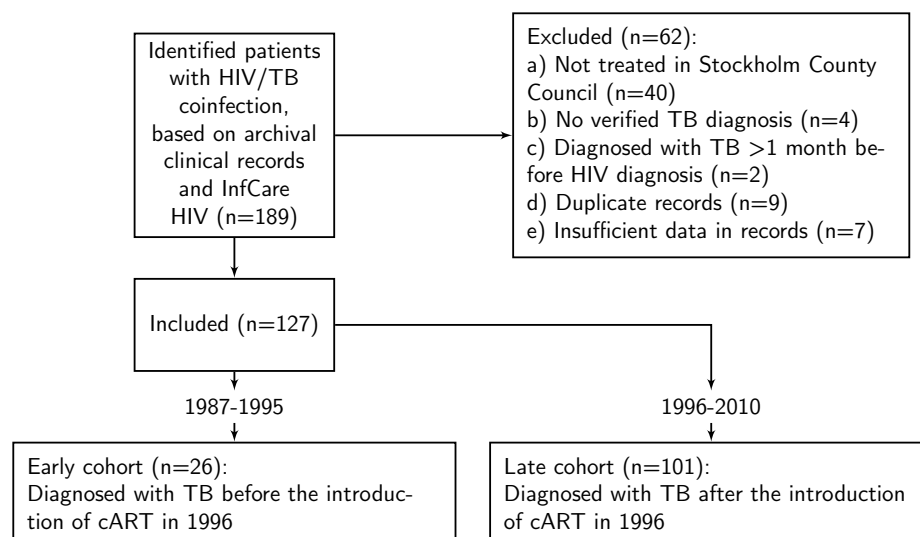 Identified patients
with HIV/TB
coinfection,
based on archival
clinical records
and InfCare
HIV (n=189)
Excluded (n=62):
a) Not treated in Stockholm County
Council (n=40)
b) No verified TB diagnosis (n=4)
c) Diagnosed with TB >1 month be-
fore HIV diagnosis (n=2)
d) Duplicate records (n=9)
e) Insufficient data in records (n=7)
Included (n=127)
1987-1995
1996-2010
Early cohort (n=26):
Diagnosed with TB before the introduc-
tion of cART in 1996
Late cohort (n=101):
Diagnosed with TB after the introduction
of cART in 1996